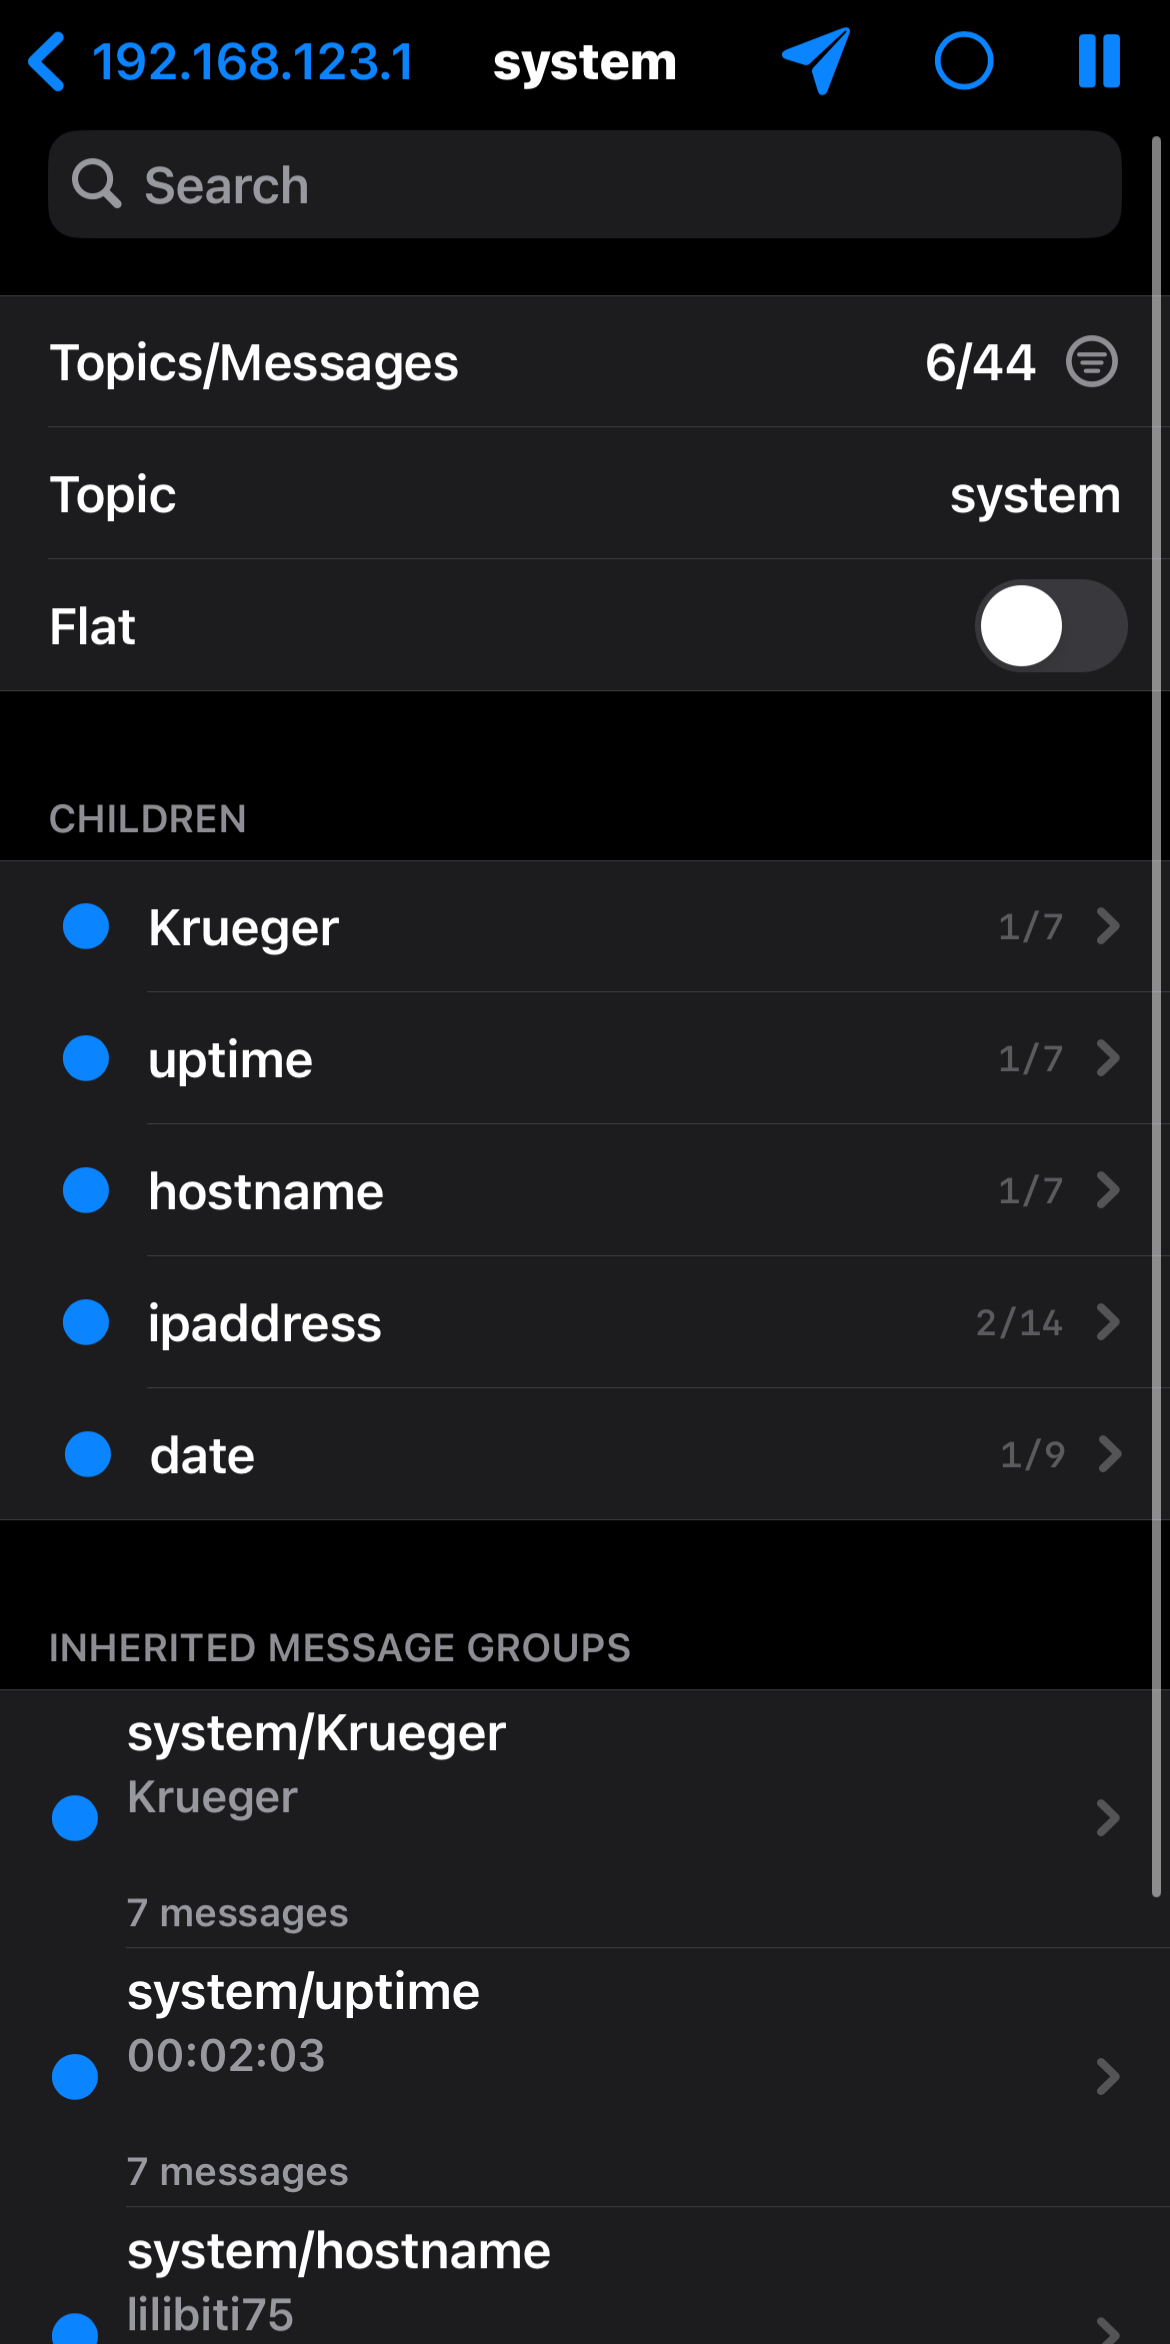 192.168.123.1 system
Search
Topics/Messages 6/44
Topic system
Flat
CHILDREN
Krueger 1/7
uptime 1/7
hostname 1/7
ipaddress 2/14
date 1/9
INHERITED MESSAGE GROUPS
system/Krueger
Krueger
7 messages
system/uptime
00:02:03
7 messages
system/hostname
lilibiti75